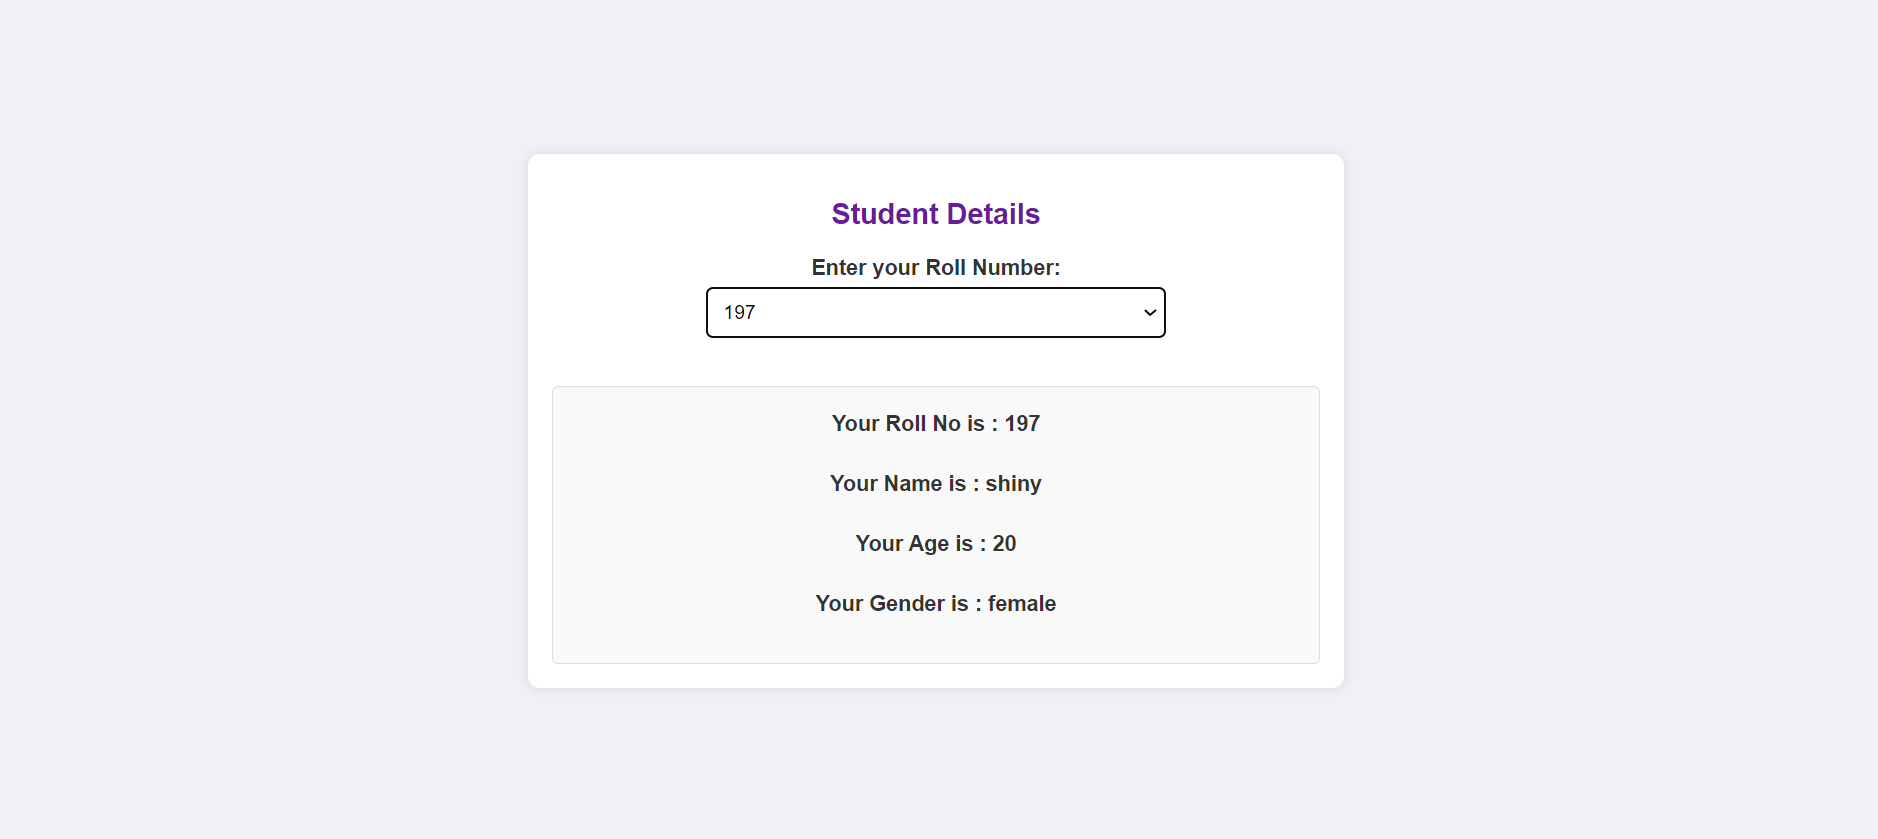 Student Details
Enter your Roll Number:
197
Your Roll No is : 197
Your Name is : shiny
Your Age is : 20
Your Gender is : female